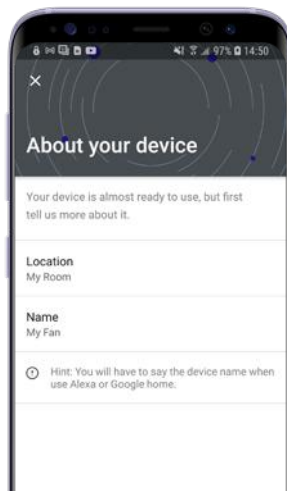 97% 14:50
About your device
Your device is almost ready to use, but first
tell us more about it.
Location
My Room
Name
My Fan
Hint: You will have to say the device name when
use Alexa or Google home.